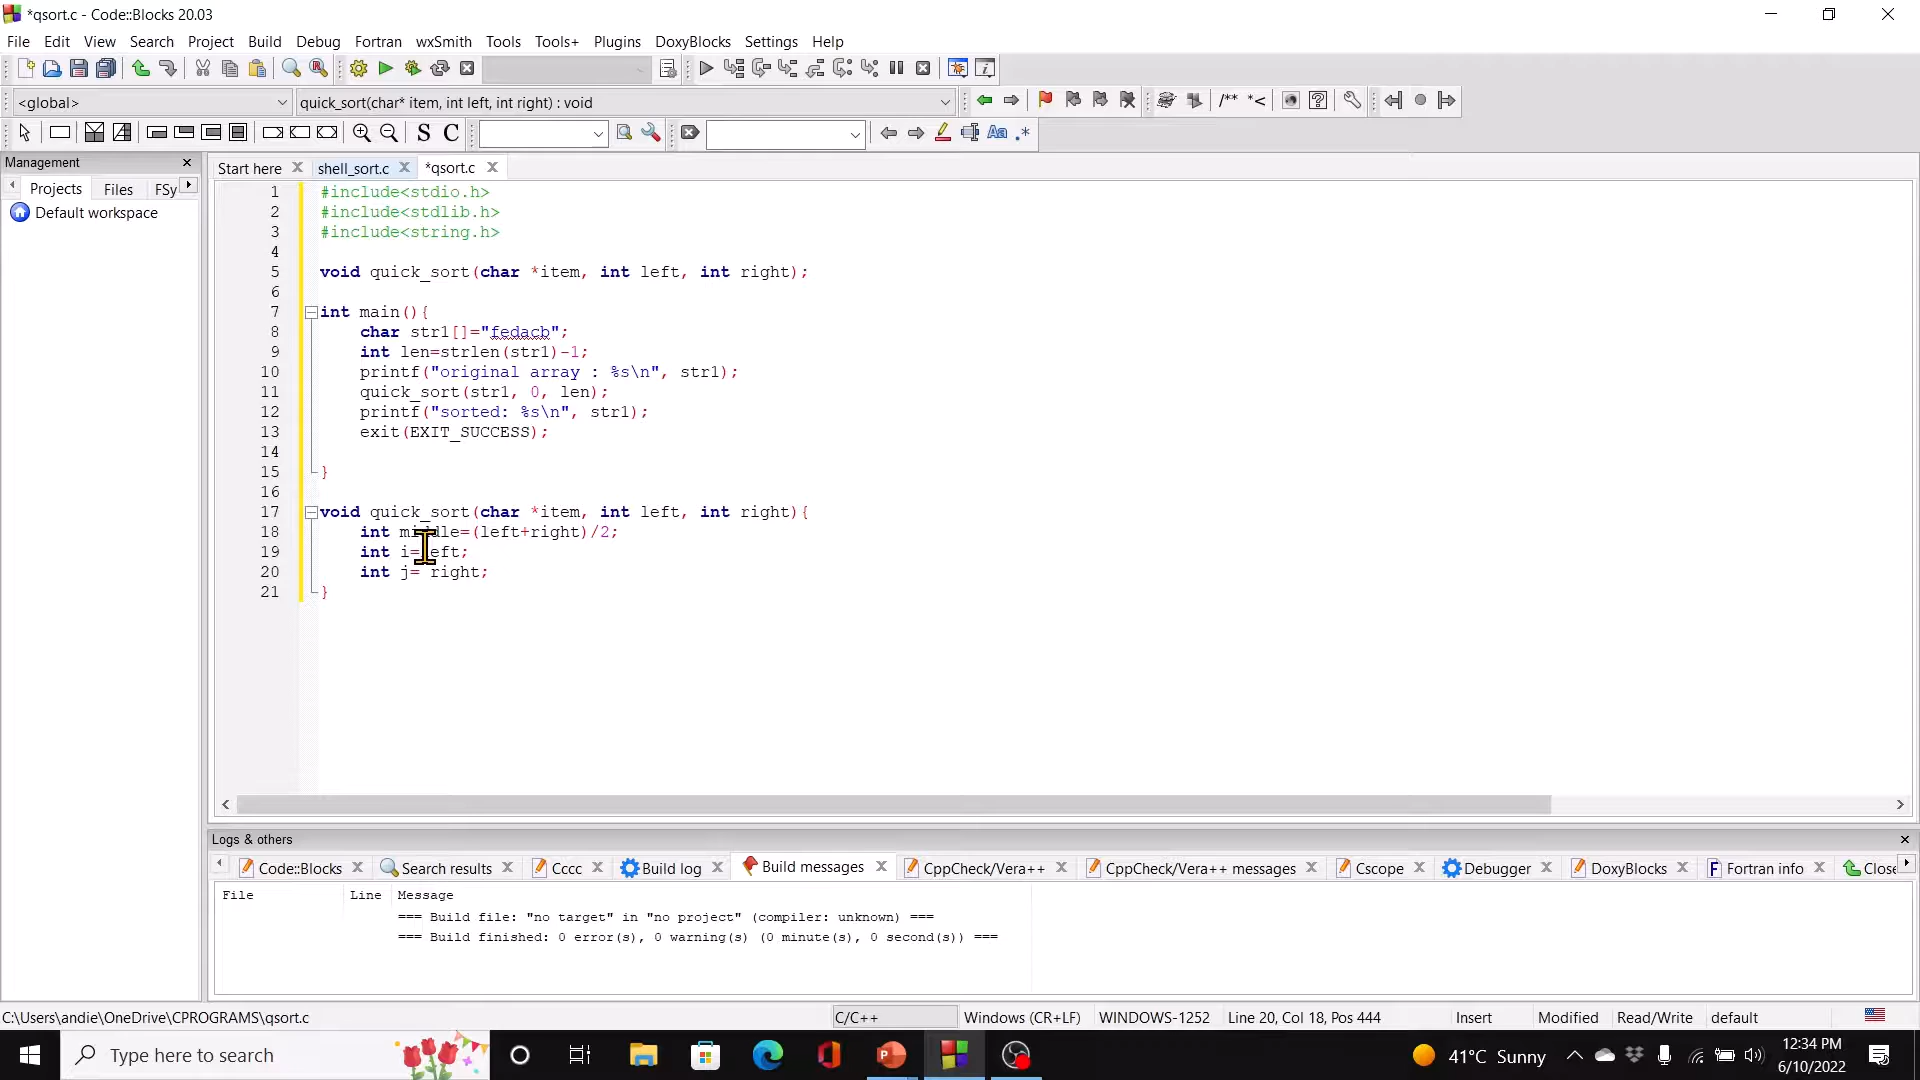 *qsort.c - Code::Blocks 20.03
File Edit View Search Project Build Debug Fortran wxSmith Tools Tools+ Plugins DoxyBlocks Settings Help
<global> quick_sort(char* item, int left, int right) : void /** *<
S C Aa .*
Management
Projects Files FSy
Default workspace
Start here shell_sort.c *qsort.c
1 #include<stdio.h>
2 #include<stdlib.h>
3 #include<string.h>
4
5 void quick_sort(char *item, int left, int right);
6
7 int main(){
8 char str1[]="fedacb";
9 int len=strlen(str1)-1;
10 printf("original array : %s\n", str1);
11 quick_sort(str1, 0, len);
12 printf("sorted: %s\n", str1);
13 exit(EXIT_SUCCESS);
14
15 }
16
17 void quick_sort(char *item, int left, int right){
18 int middle=(left+right)/2;
19 int i=left;
20 int j= right;
21 }
Logs & others
Code::Blocks Search results Cccc Build log Build messages CppCheck/Vera++ CppCheck/Vera++ messages Cscope Debugger DoxyBlocks Fortran info Close
File Line Message
=== Build file: "no target" in "no project" (compiler: unknown) ===
=== Build finished: 0 error(s), 0 warning(s) (0 minute(s), 0 second(s)) ===
C:\Users\andie\OneDrive\CPROGRAMS\qsort.c C/C++ Windows (CR+LF) WINDOWS-1252 Line 20, Col 18, Pos 444 Insert Modified Read/Write default
Type here to search 41°C Sunny 12:34 PM
6/10/2022